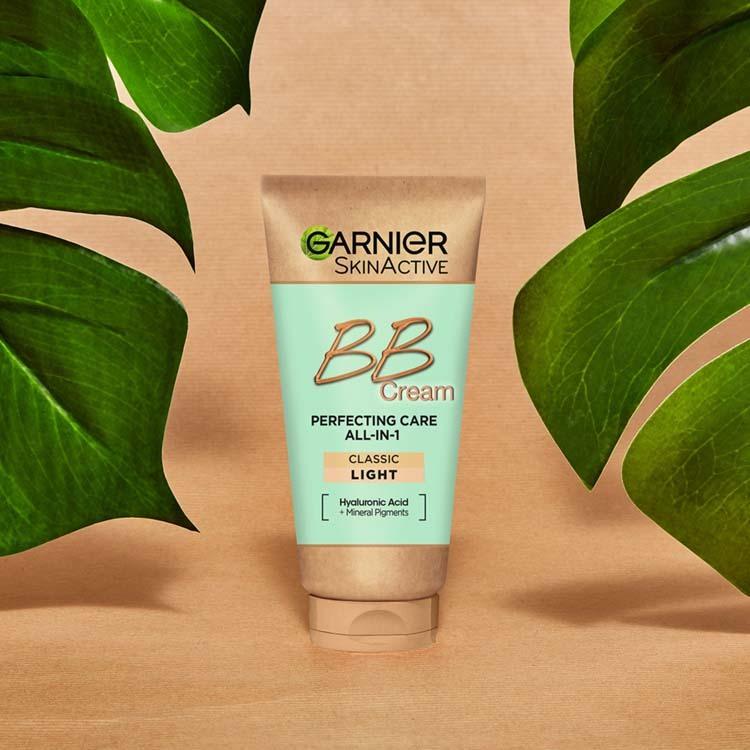 GARNIER
SKINACTIVE
BB
Cream
PERFECTING CARE
ALL-IN-1
CLASSIC
LIGHT
Hyaluronic Acid
+ Mineral Pigments